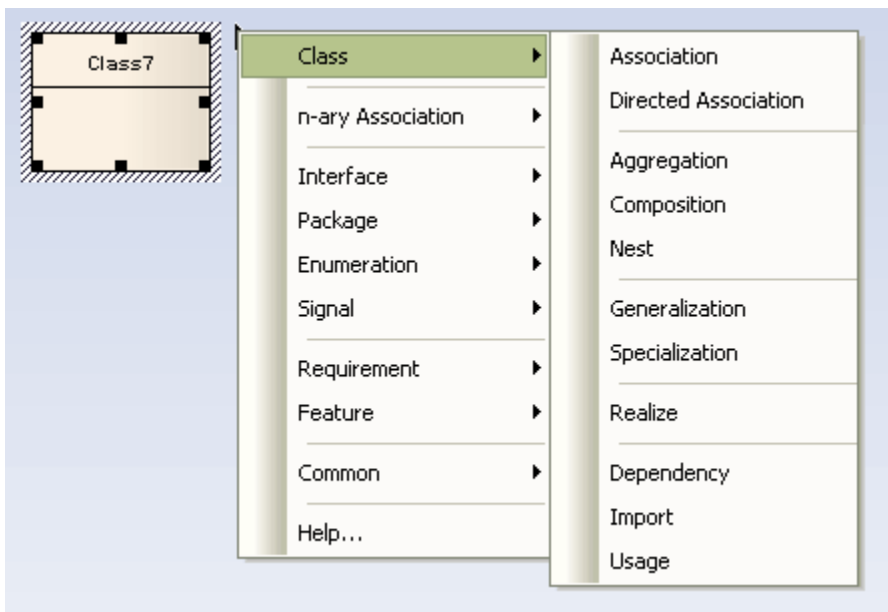 Class7
Class
n-ary Association
Interface
Package
Enumeration
Signal
Requirement
Feature
Common
Help...
Association
Directed Association
Aggregation
Composition
Nest
Generalization
Specialization
Realize
Dependency
Import
Usage